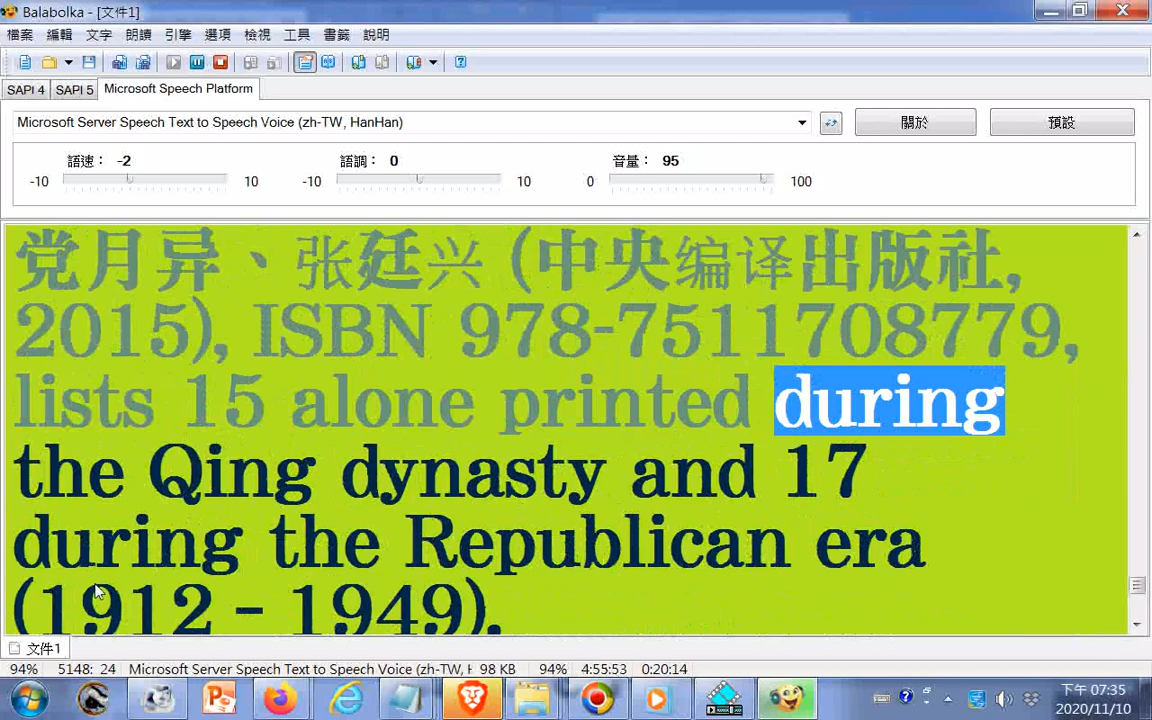 Balabolka - [文件1]
檔案 編輯 文字 朗讀 引擎 選項 檢視 工具 書籤 說明
SAPI 4 SAPI 5 Microsoft Speech Platform
Microsoft Server Speech Text to Speech Voice (zh-TW, HanHan) 關於 預設
語速： -2 語調： 0 音量： 95
-10 10 -10 10 0 100
党月异、张廷兴 (中央编译出版社,
2015), ISBN 978-7511708779,
lists 15 alone printed during
the Qing dynasty and 17
during the Republican era
(1912 - 1949).
文件1
94% 5148: 24 Microsoft Server Speech Text to Speech Voice (zh-TW, H 98 KB 94% 4:55:53 0:20:14
下午 07:35
2020/11/10